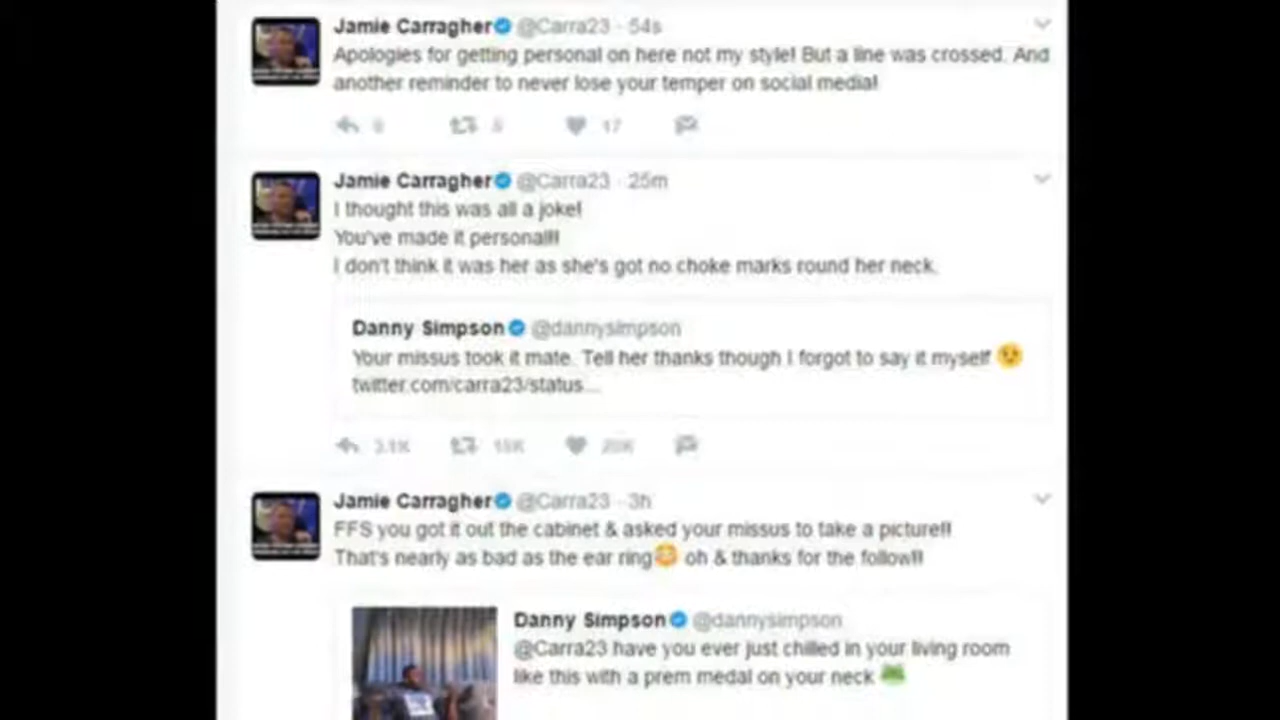 Jamie Carragher @Carra23 · 54s
Apologies for getting personal on here not my style! But a line was crossed. And
another reminder to never lose your temper on social media!
17
Jamie Carragher @Carra23 · 25m
I thought this was all a joke!
You've made it personal!!!
I don't think it was her as she's got no choke marks round her neck.
Danny Simpson @dannysimpson
Your missus took it mate. Tell her thanks though I forgot to say it myself 😉
twitter.com/carra23/status...
3.1K
Jamie Carragher @Carra23 · 3h
FFS you got it out the cabinet & asked your missus to take a picture!!
That's nearly as bad as the ear ring😳 oh & thanks for the follow!!
Danny Simpson @dannysimpson
@Carra23 have you ever just chilled in your living room
like this with a prem medal on your neck 🐸